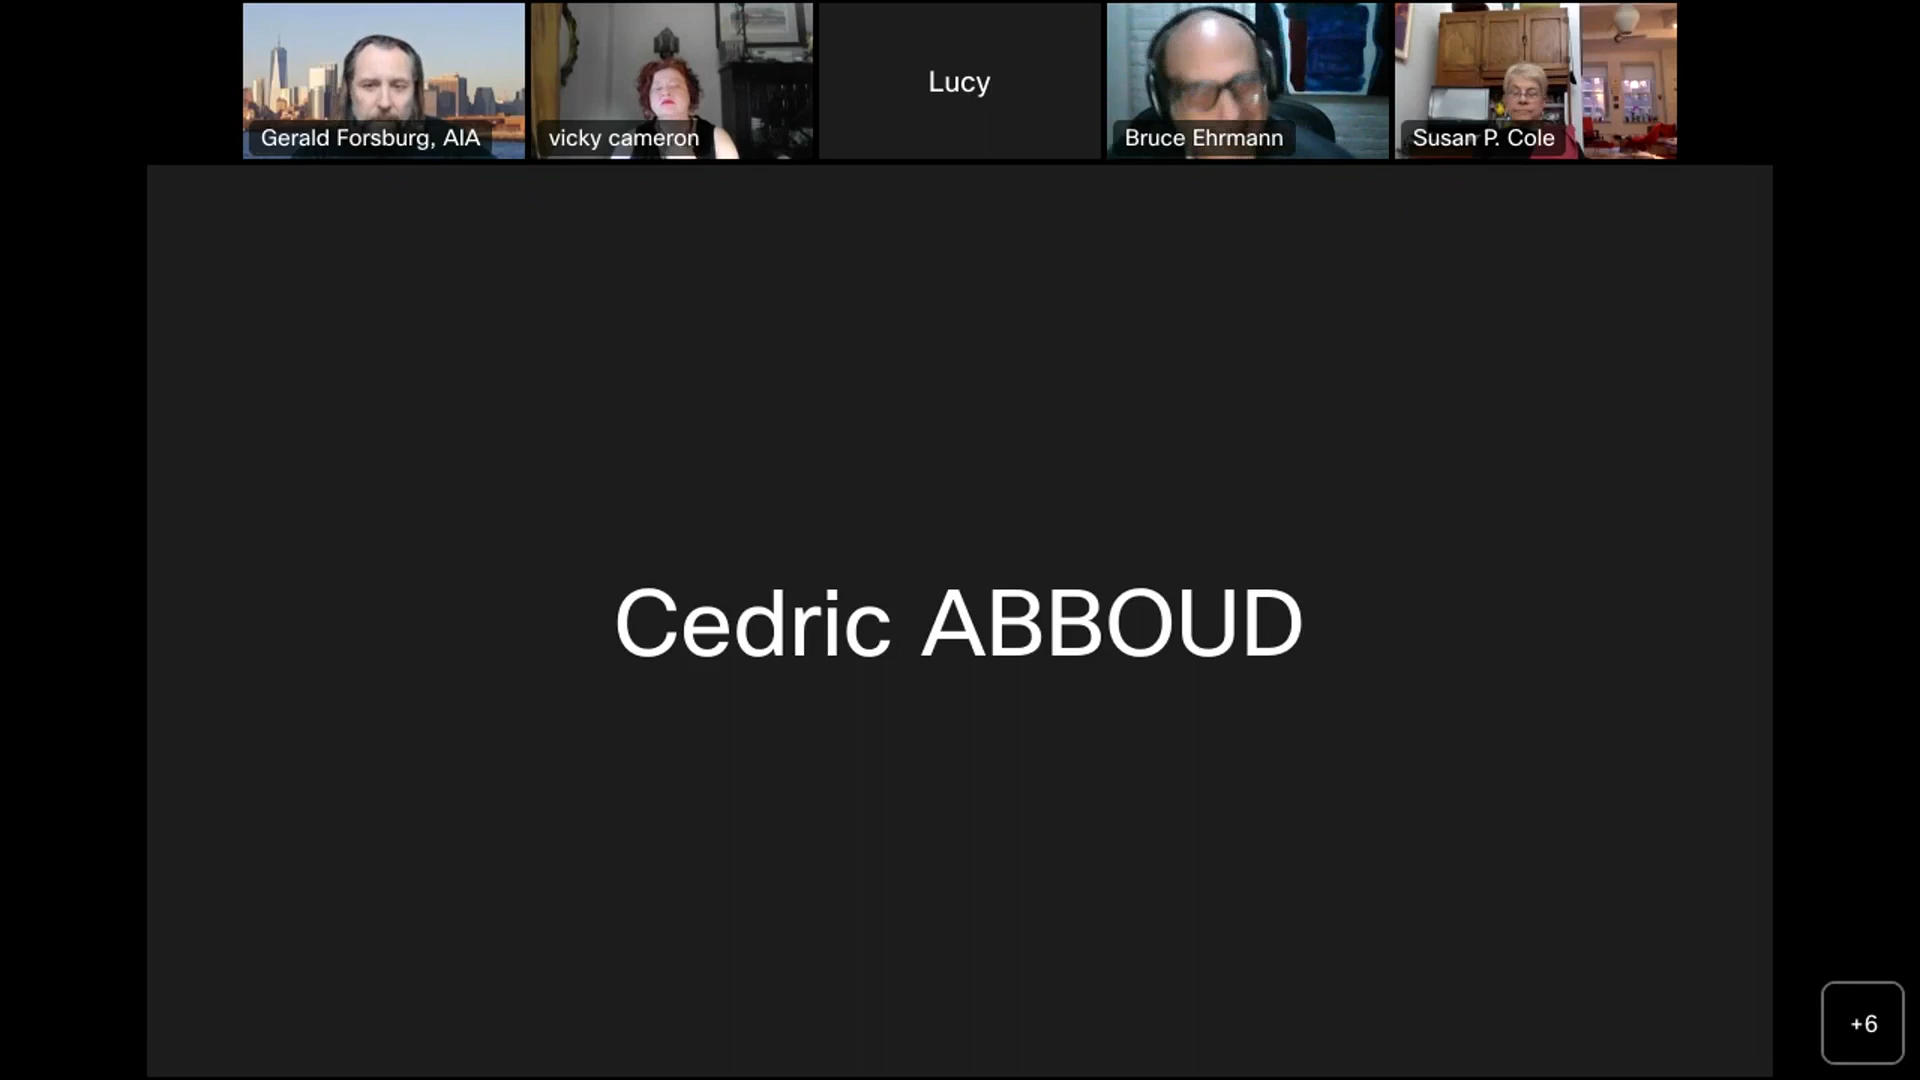 Gerald Forsburg, AIA
vicky cameron
Lucy
Bruce Ehrmann
Susan P. Cole
Cedric ABBOUD
+6